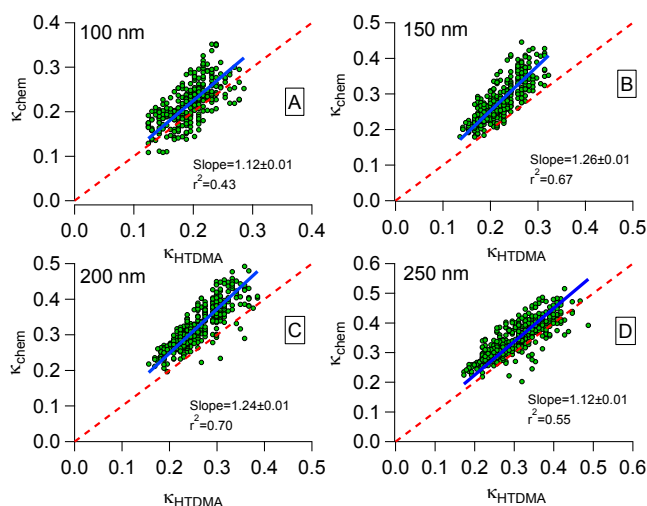 100 nm
0.4
0.3
0.2
0.1
0.0
κchem
A
Slope=1.12±0.01
r²=0.43
0.0 0.1 0.2 0.3 0.4
κHTDMA
150 nm
0.5
0.4
0.3
0.2
0.1
0.0
κchem
B
Slope=1.26±0.01
r²=0.67
0.0 0.1 0.2 0.3 0.4 0.5
κHTDMA
200 nm
0.5
0.4
0.3
0.2
0.1
0.0
κchem
C
Slope=1.24±0.01
r²=0.70
0.0 0.1 0.2 0.3 0.4 0.5
κHTDMA
250 nm
0.6
0.5
0.4
0.3
0.2
0.1
0.0
κchem
D
Slope=1.12±0.01
r²=0.55
0.0 0.1 0.2 0.3 0.4 0.5 0.6
κHTDMA